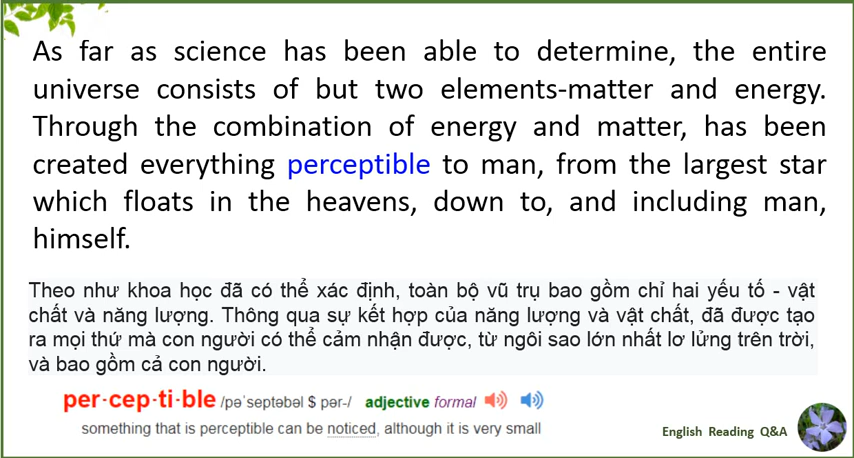 As far as science has been able to determine, the entire
universe consists of but two elements-matter and energy.
Through the combination of energy and matter, has been
created everything perceptible to man, from the largest star
which floats in the heavens, down to, and including man,
himself.
Theo như khoa học đã có thể xác định, toàn bộ vũ trụ bao gồm chỉ hai yếu tố - vật
chất và năng lượng. Thông qua sự kết hợp của năng lượng và vật chất, đã được tạo
ra mọi thứ mà con người có thể cảm nhận được, từ ngôi sao lớn nhất lơ lửng trên trời,
và bao gồm cả con người.
per·cep·ti·ble /pəˈseptəbəl $ pər-/ adjective formal
something that is perceptible can be noticed, although it is very small
English Reading Q&A